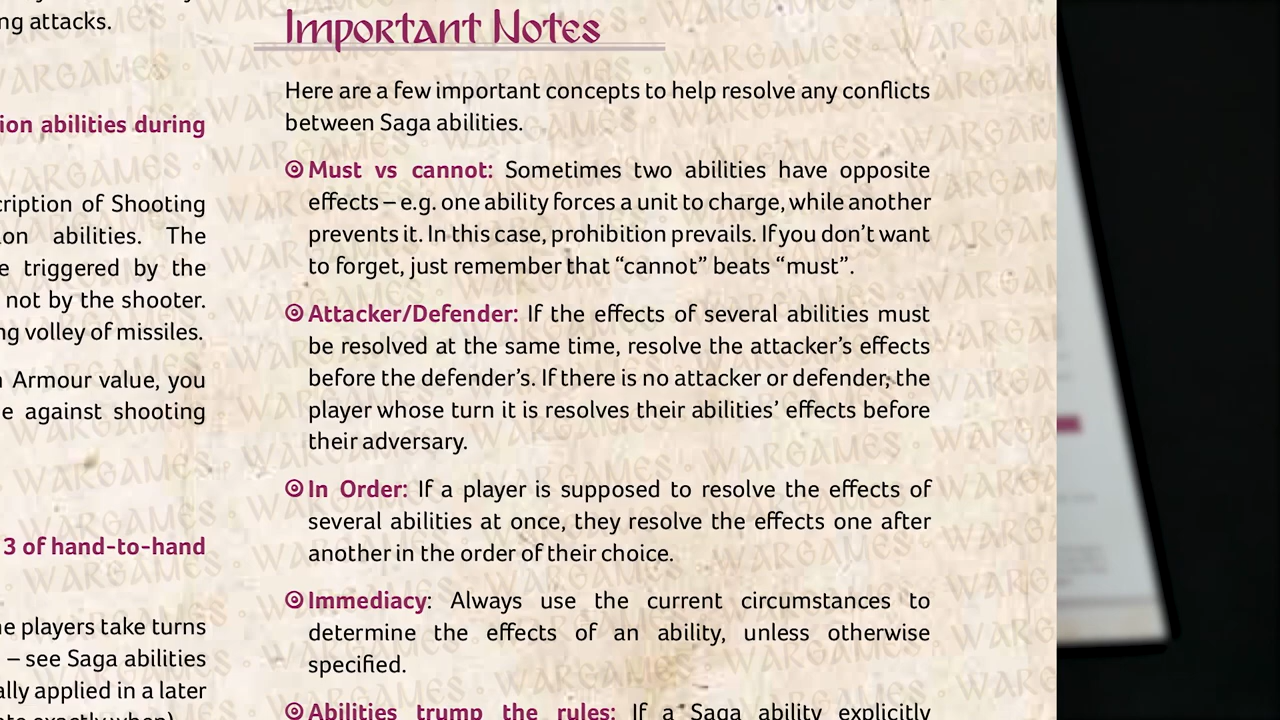 ng attacks.
ion abilities during
cription of Shooting
on abilities. The
e triggered by the
not by the shooter.
ng volley of missiles.
n Armour value, you
e against shooting
3 of hand-to-hand
ne players take turns
– see Saga abilities
ally applied in a later
Important Notes
Here are a few important concepts to help resolve any conflicts
between Saga abilities.
Must vs cannot: Sometimes two abilities have opposite
effects – e.g. one ability forces a unit to charge, while another
prevents it. In this case, prohibition prevails. If you don't want
to forget, just remember that “cannot” beats “must”.
Attacker/Defender: If the effects of several abilities must
be resolved at the same time, resolve the attacker's effects
before the defender's. If there is no attacker or defender, the
player whose turn it is resolves their abilities' effects before
their adversary.
In Order: If a player is supposed to resolve the effects of
several abilities at once, they resolve the effects one after
another in the order of their choice.
Immediacy: Always use the current circumstances to
determine the effects of an ability, unless otherwise
specified.
Abilities trump the rules: If a Saga ability explicitly